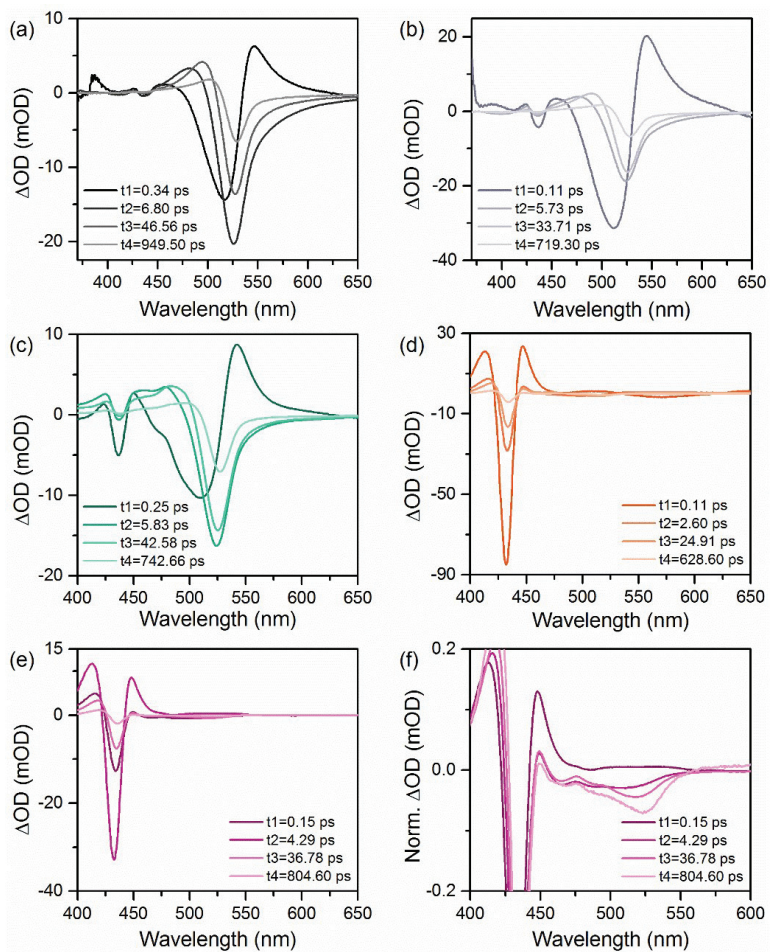 (a)
10
0
-10
-20
ΔOD (mOD)
t1=0.34 ps
t2=6.80 ps
t3=46.56 ps
t4=949.50 ps
400 450 500 550 600 650
Wavelength (nm)
(b)
20
0
-20
-40
ΔOD (mOD)
t1=0.11 ps
t2=5.73 ps
t3=33.71 ps
t4=719.30 ps
400 450 500 550 600 650
Wavelength (nm)
(c)
10
0
-10
-20
ΔOD (mOD)
t1=0.25 ps
t2=5.83 ps
t3=42.58 ps
t4=742.66 ps
400 450 500 550 600 650
Wavelength (nm)
(d)
30
-10
-50
-90
ΔOD (mOD)
t1=0.11 ps
t2=2.60 ps
t3=24.91 ps
t4=628.60 ps
400 450 500 550 600 650
Wavelength (nm)
(e)
15
0
-20
-40
ΔOD (mOD)
t1=0.15 ps
t2=4.29 ps
t3=36.78 ps
t4=804.60 ps
400 450 500 550 600 650
Wavelength (nm)
(f)
0.2
0.0
-0.2
Norm. ΔOD (mOD)
t1=0.15 ps
t2=4.29 ps
t3=36.78 ps
t4=804.60 ps
400 450 500 550 600
Wavelength (nm)